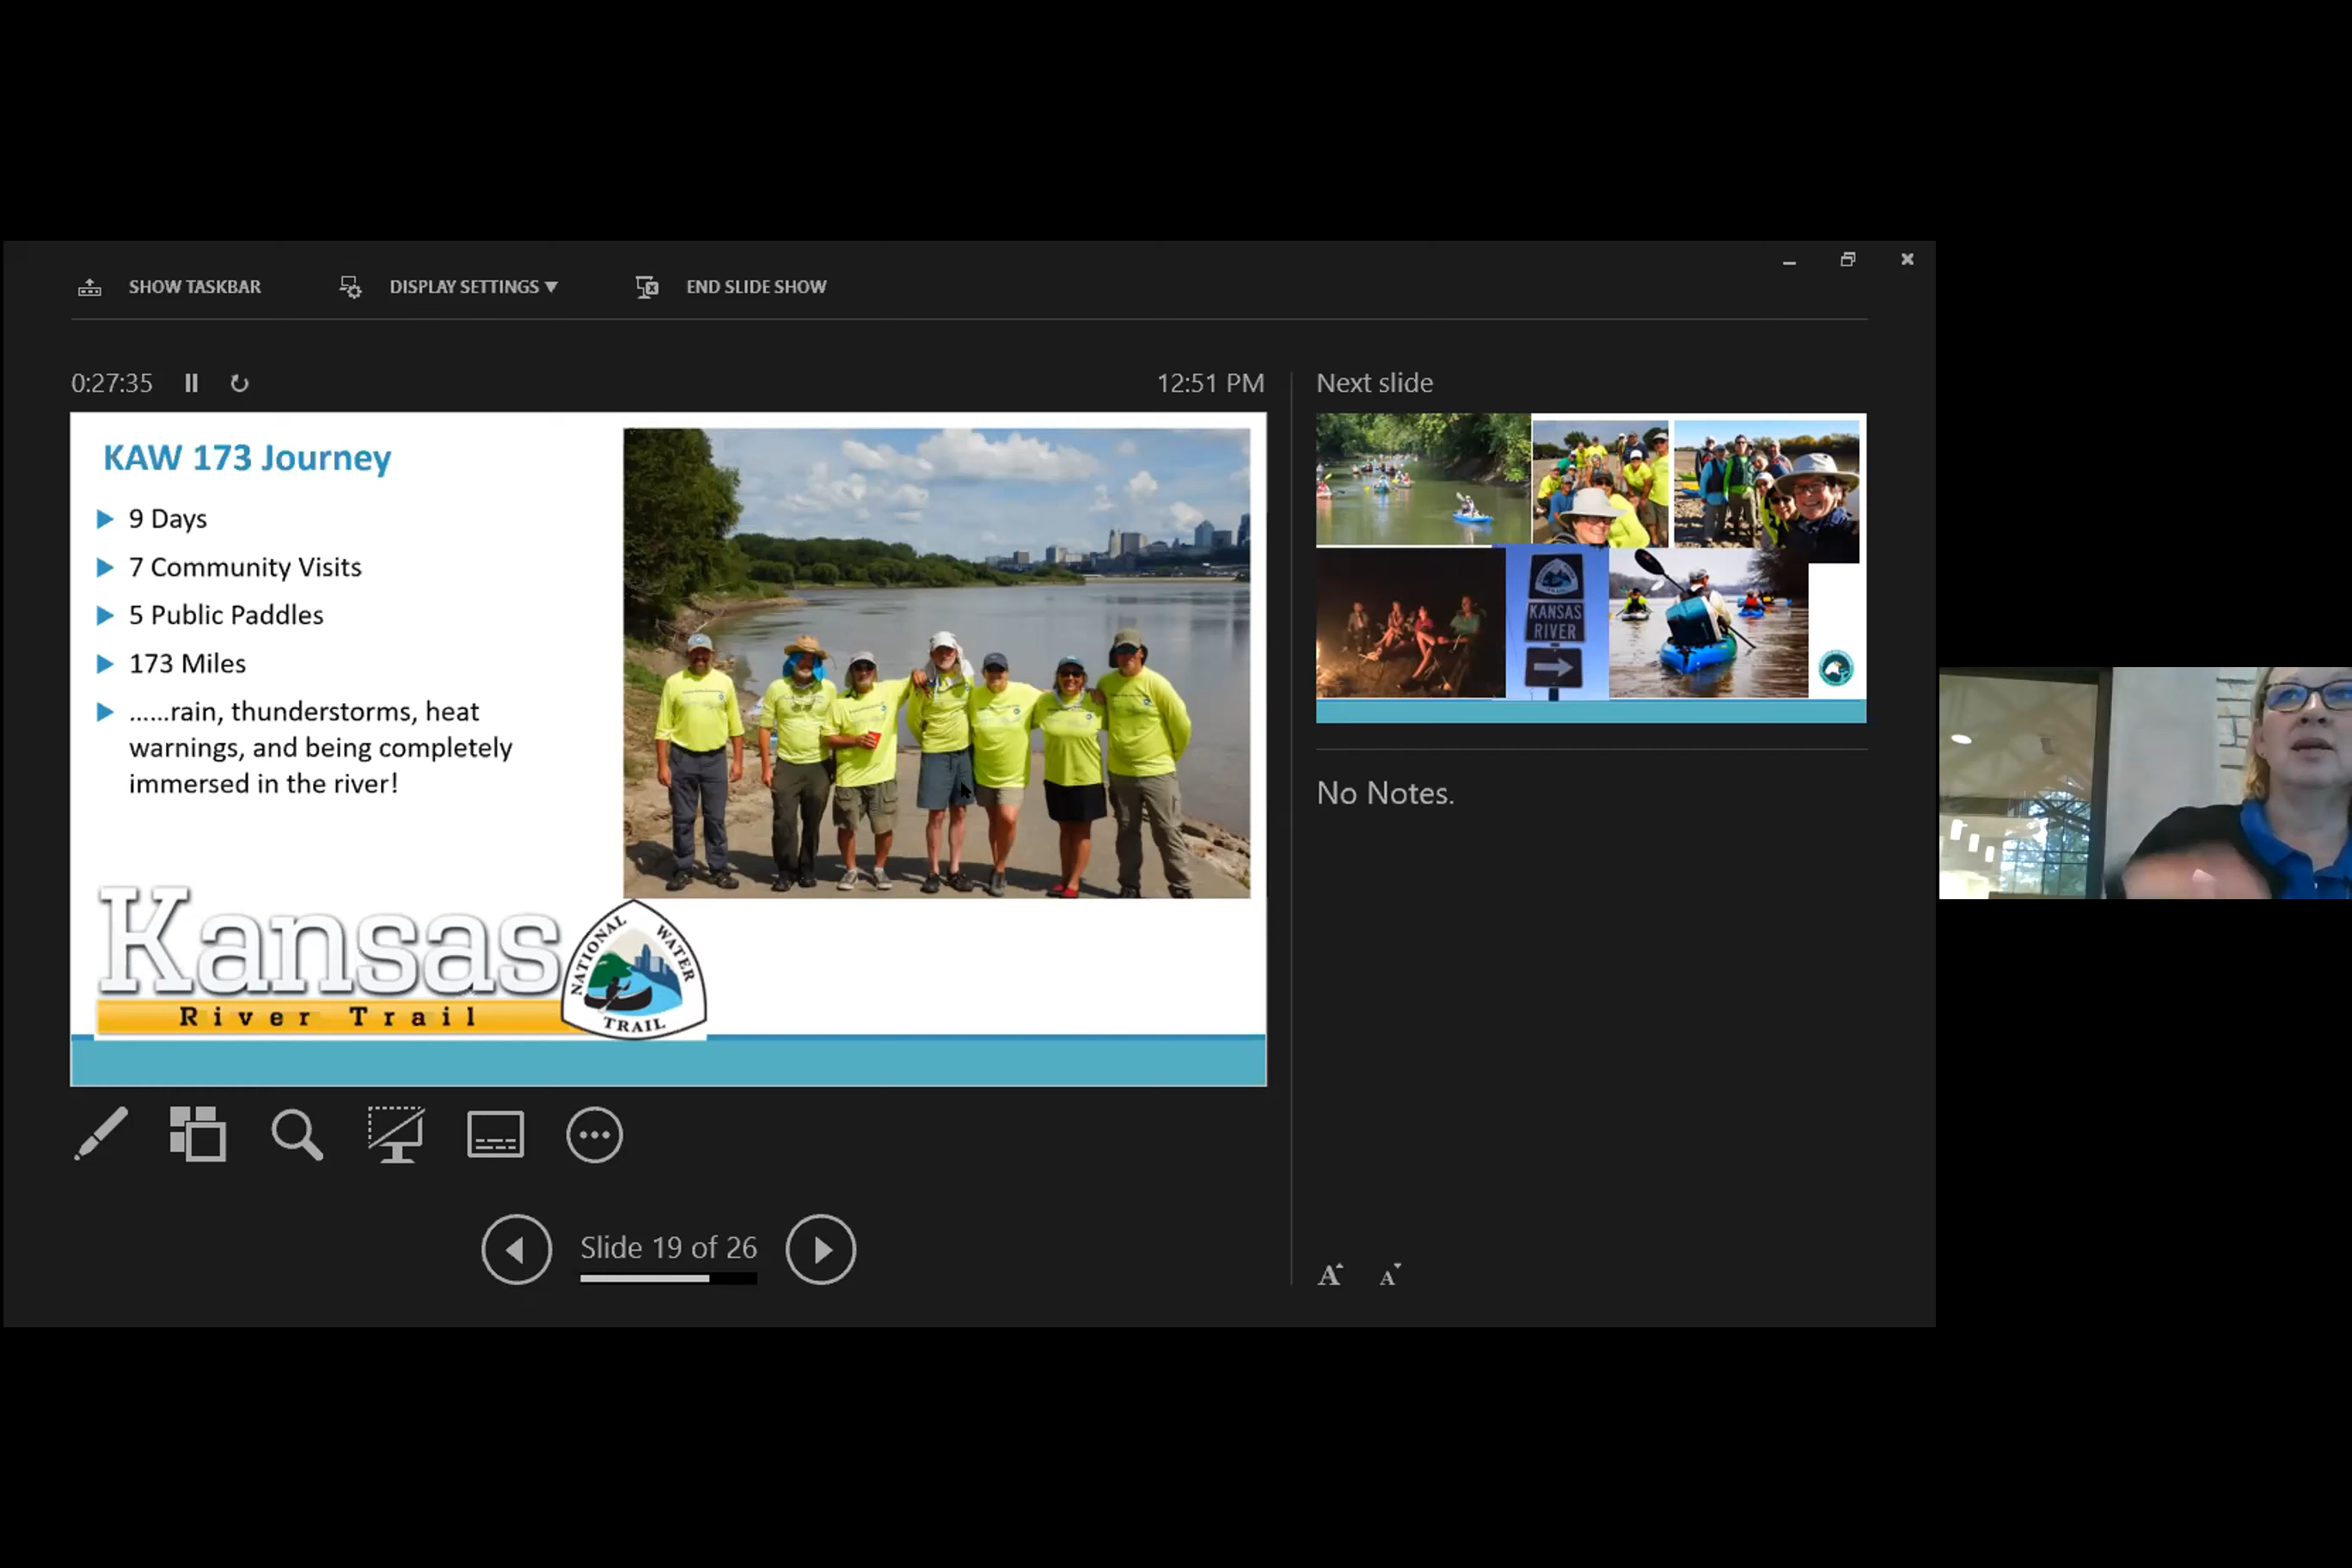 SHOW TASKBAR
DISPLAY SETTINGS ▼
END SLIDE SHOW
0:27:35
12:51 PM
Next slide
KAW 173 Journey
9 Days
7 Community Visits
5 Public Paddles
173 Miles
......rain, thunderstorms, heat
warnings, and being completely
immersed in the river!
Kansas
River Trail
NATIONAL WATER
TRAIL
TRAIL
KANSAS
RIVER
No Notes.
Slide 19 of 26
A
A